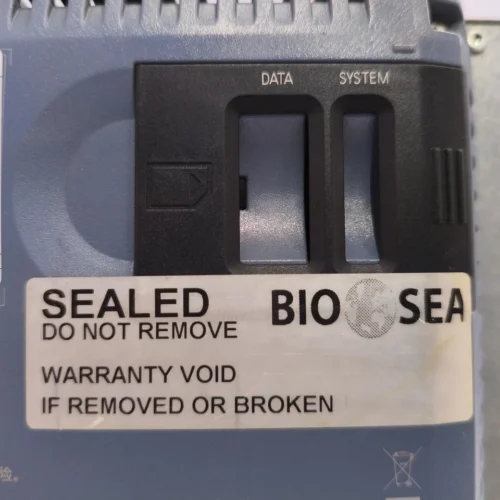 DATA SYSTEM
SEALED
DO NOT REMOVE
BIO SEA
WARRANTY VOID
IF REMOVED OR BROKEN